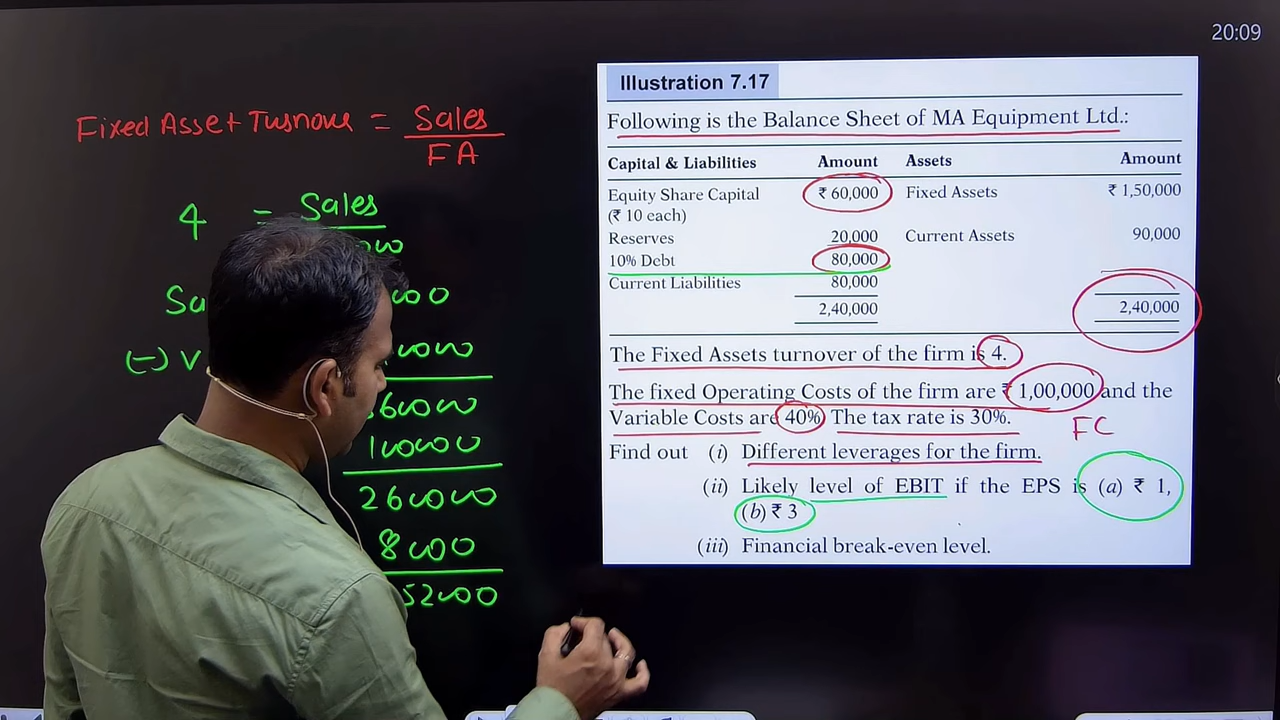 20:09
Fixed Asset Turnover = Sales
FA
4 = Sales
Illustration 7.17
Following is the Balance Sheet of MA Equipment Ltd.:
Capital & Liabilities Amount Assets Amount
Equity Share Capital ₹ 60,000 Fixed Assets ₹ 1,50,000
(₹ 10 each)
Reserves 20,000 Current Assets 90,000
10% Debt 80,000
Current Liabilities 80,000
2,40,000 2,40,000
The Fixed Assets turnover of the firm is 4.
The fixed Operating Costs of the firm are ₹ 1,00,000 and the
Variable Costs are 40% The tax rate is 30%.
FC
Find out (i) Different leverages for the firm.
(ii) Likely level of EBIT if the EPS is (a) ₹ 1,
(b) ₹ 3
(iii) Financial break-even level.
(-) V
100000
260000
8000